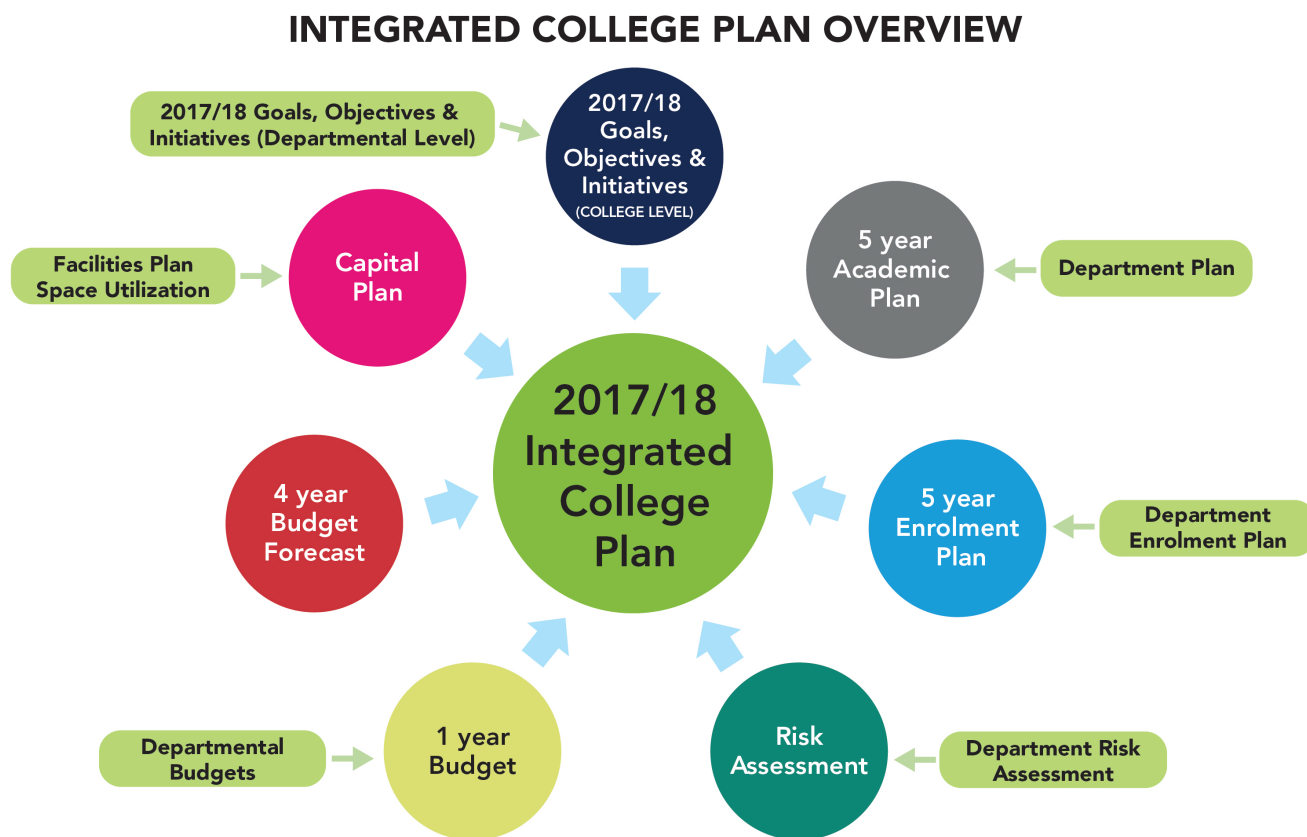 INTEGRATED COLLEGE PLAN OVERVIEW
2017/18 Goals, Objectives &
Initiatives (Departmental Level)
2017/18
Goals,
Objectives &
Initiatives
(COLLEGE LEVEL)
Capital
Plan
Facilities Plan
Space Utilization
5 year
Academic
Plan
Department Plan
2017/18
Integrated
College
Plan
4 year
Budget
Forecast
5 year
Enrolment
Plan
Department
Enrolment Plan
1 year
Budget
Departmental
Budgets
Risk
Assessment
Department Risk
Assessment